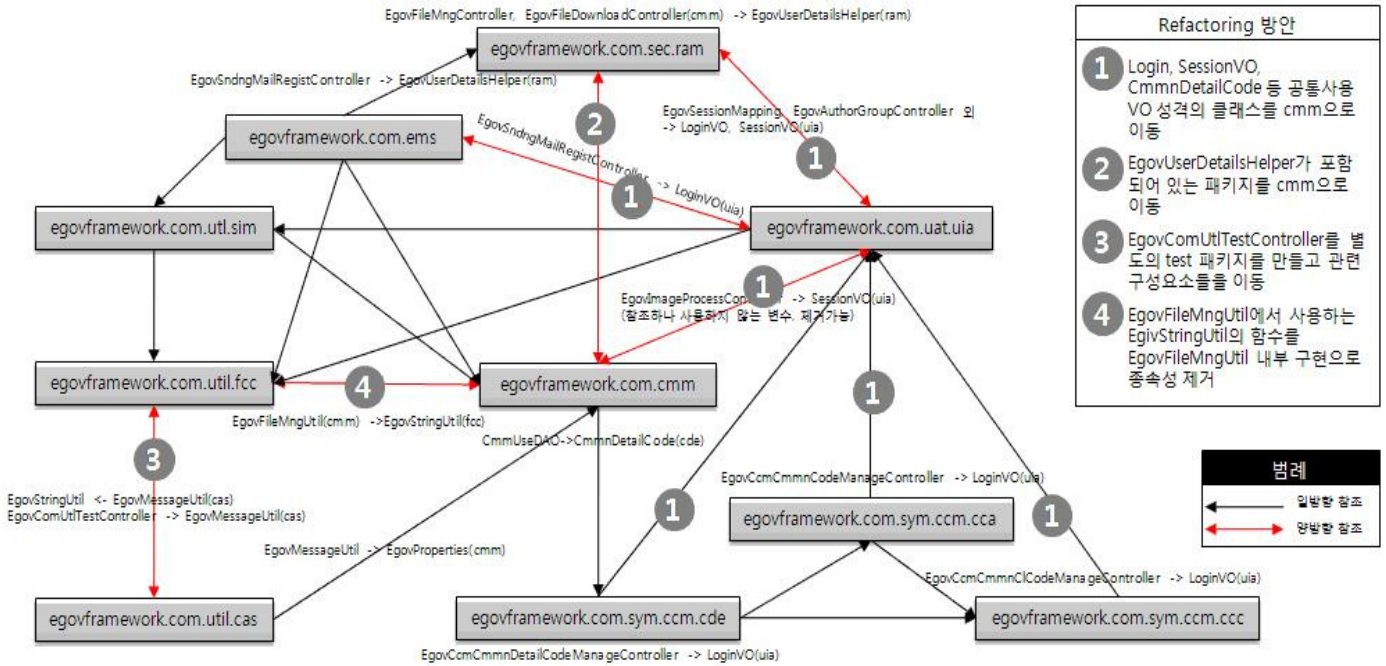 EgovFileMngController, EgovFileDownloadController(cmm) -> EgovUserDetailsHelper(ram)
egovframework.com.sec.ram
EgovSndngMailRegistController -> EgovUserDetailsHelper(ram)
EgovSessionMapping, EgovAuthorGroupController 외
-> LoginVO, SessionVO(uia)
2
1
egovframework.com.ems
EgovSndngMailRegistController -> LoginVO(uia)
1
egovframework.com.utl.sim
egovframework.com.uat.uia
1
EgovImageProcessController -> SessionVO(uia)
(참조하나 사용하지 않는 변수, 제거가능)
egovframework.com.util.fcc
4
egovframework.com.cmm
1
EgovFileMngUtil(cmm) ->EgovStringUtil(fcc)
CmmUseDAO->CmmnDetailCode(cde)
3
EgovCcmCmmnCodeManageController -> LoginVO(uia)
EgovStringUtil <- EgovMessageUtil(cas)
EgovComUtlTestController -> EgovMessageUtil(cas)
1
egovframework.com.sym.ccm.cca
1
EgovMessageUtil -> EgovProperties(cmm)
EgovCcmCmmnClCodeManageController -> LoginVO(uia)
egovframework.com.util.cas
egovframework.com.sym.ccm.cde
egovframework.com.sym.ccm.ccc
EgovCcmCmmnDetailCodeManageController -> LoginVO(uia)
Refactoring 방안
1
Login, SessionVO,
CmmnDetailCode 등 공통사용
VO 성격의 클래스를 cmm으로
이동
2
EgovUserDetailsHelper가 포함
되어 있는 패키지를 cmm으로
이동
3
EgovComUtlTestController를 별
도의 test 패키지를 만들고 관련
구성요소들을 이동
4
EgovFileMngUtil에서 사용하는
EgivStringUtil의 함수를
EgovFileMngUtil 내부 구현으로
종속성 제거
범례
일방향 참조
양방향 참조